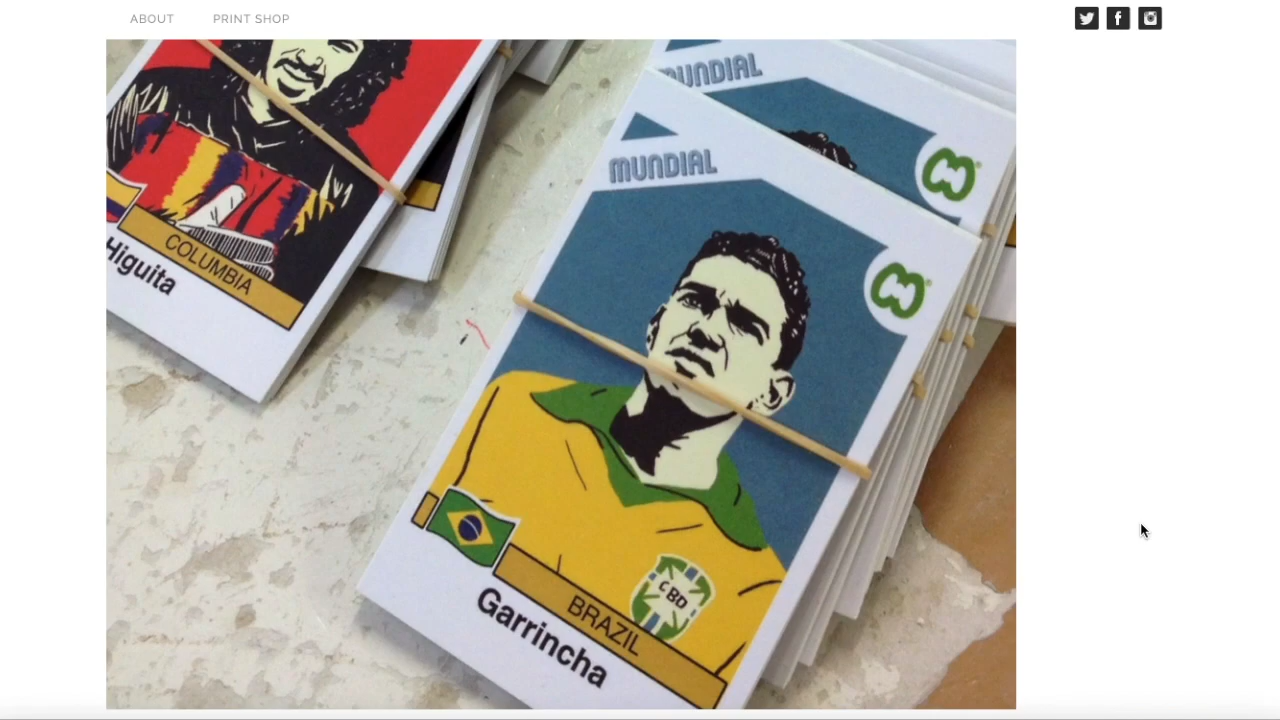 ABOUT
PRINT SHOP
MUNDIAL
MUNDIAL
COLUMBIA
Higuita
CBD
BRAZIL
Garrincha